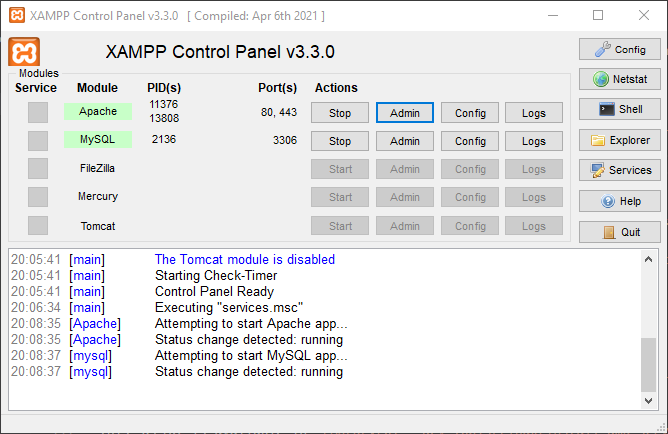 XAMPP Control Panel v3.3.0 [ Compiled: Apr 6th 2021 ]
XAMPP Control Panel v3.3.0
Config
Modules
Service Module PID(s) Port(s) Actions
Netstat
Apache 11376 13808 80, 443 Stop Admin Config Logs
Shell
MySQL 2136 3306 Stop Admin Config Logs
Explorer
FileZilla Start Admin Config Logs
Services
Mercury Start Admin Config Logs
Help
Tomcat Start Admin Config Logs
Quit
20:05:41 [main] The Tomcat module is disabled
20:05:41 [main] Starting Check-Timer
20:05:41 [main] Control Panel Ready
20:06:34 [main] Executing "services.msc"
20:08:35 [Apache] Attempting to start Apache app...
20:08:35 [Apache] Status change detected: running
20:08:37 [mysql] Attempting to start MySQL app...
20:08:37 [mysql] Status change detected: running